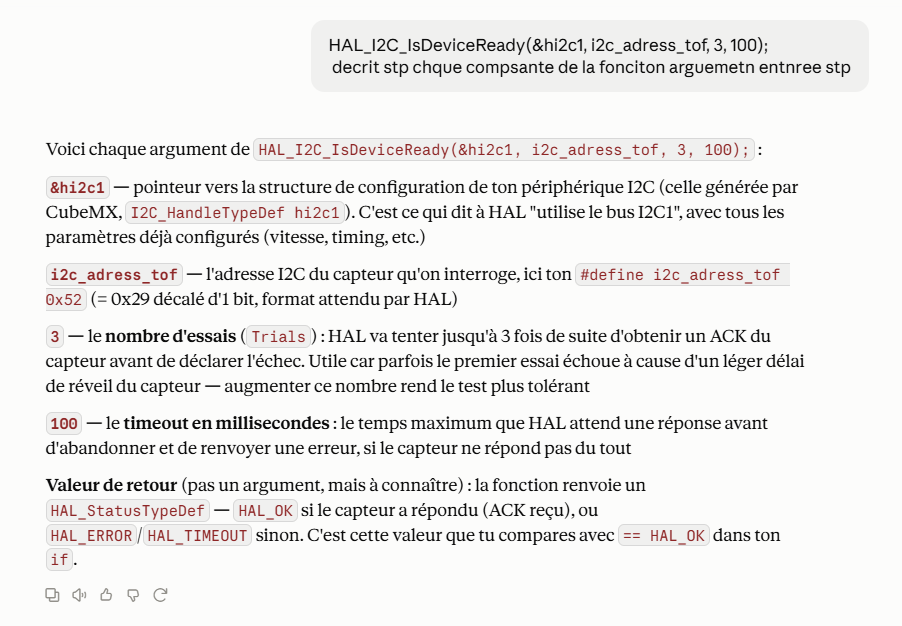 HAL_I2C_IsDeviceReady(&hi2c1, i2c_adress_tof, 3, 100);
decrit stp chque compsante de la fonciton arguemetn entnree stp
Voici chaque argument de HAL_I2C_IsDeviceReady(&hi2c1, i2c_adress_tof, 3, 100); :
&hi2c1 — pointeur vers la structure de configuration de ton périphérique I2C (celle générée par
CubeMX, I2C_HandleTypeDef hi2c1). C'est ce qui dit à HAL "utilise le bus I2C1", avec tous les
paramètres déjà configurés (vitesse, timing, etc.)
i2c_adress_tof — l'adresse I2C du capteur qu'on interroge, ici ton #define i2c_adress_tof
0x52 (= 0x29 décalé d'1 bit, format attendu par HAL)
3 — le nombre d'essais (Trials) : HAL va tenter jusqu'à 3 fois de suite d'obtenir un ACK du
capteur avant de déclarer l'échec. Utile car parfois le premier essai échoue à cause d'un léger délai
de réveil du capteur — augmenter ce nombre rend le test plus tolérant
100 — le timeout en millisecondes : le temps maximum que HAL attend une réponse avant
d'abandonner et de renvoyer une erreur, si le capteur ne répond pas du tout
Valeur de retour (pas un argument, mais à connaître) : la fonction renvoie un
HAL_StatusTypeDef — HAL_OK si le capteur a répondu (ACK reçu), ou
HAL_ERROR/HAL_TIMEOUT sinon. C'est cette valeur que tu compares avec == HAL_OK dans ton
if.